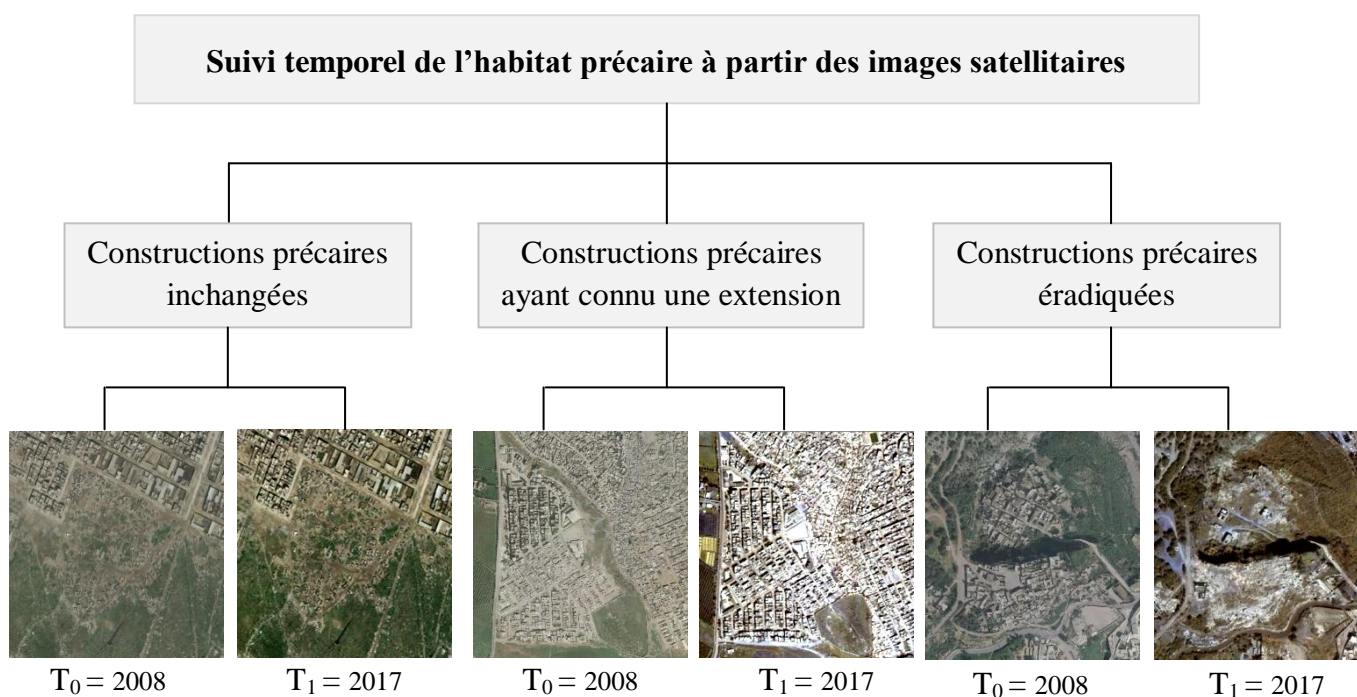 Suivi temporel de l’habitat précaire à partir des images satellitaires
Constructions précaires
inchangées
Constructions précaires
ayant connu une extension
Constructions précaires
éradiquées
T₀ = 2008
T₁ = 2017
T₀ = 2008
T₁ = 2017
T₀ = 2008
T₁ = 2017